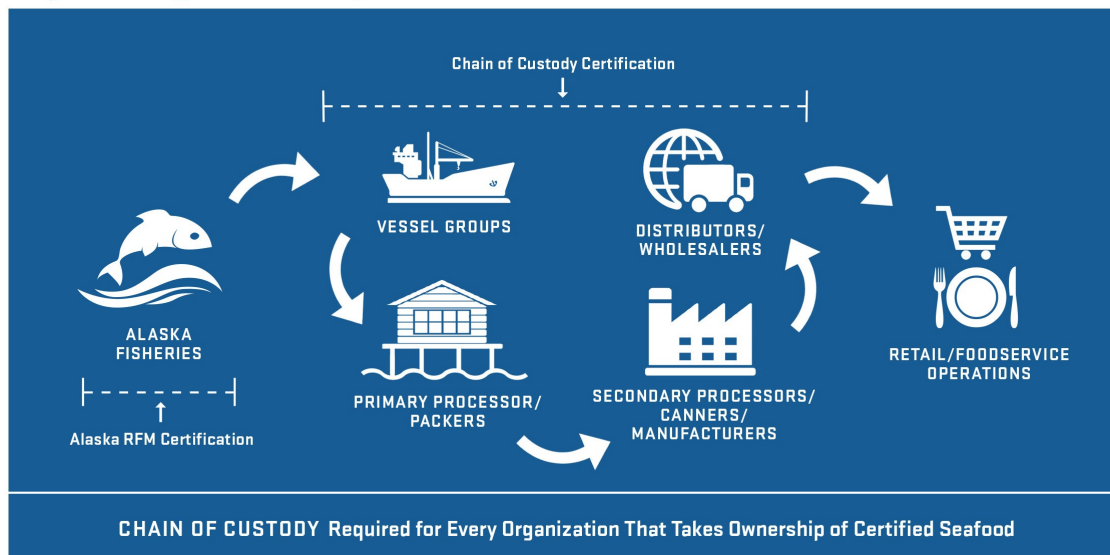 Chain of Custody Certification
VESSEL GROUPS
DISTRIBUTORS/
WHOLESALERS
ALASKA
FISHERIES
Alaska RFM Certification
PRIMARY PROCESSOR/
PACKERS
SECONDARY PROCESSORS/
CANNERS/
MANUFACTURERS
RETAIL/FOODSERVICE
OPERATIONS
CHAIN OF CUSTODY Required for Every Organization That Takes Ownership of Certified Seafood